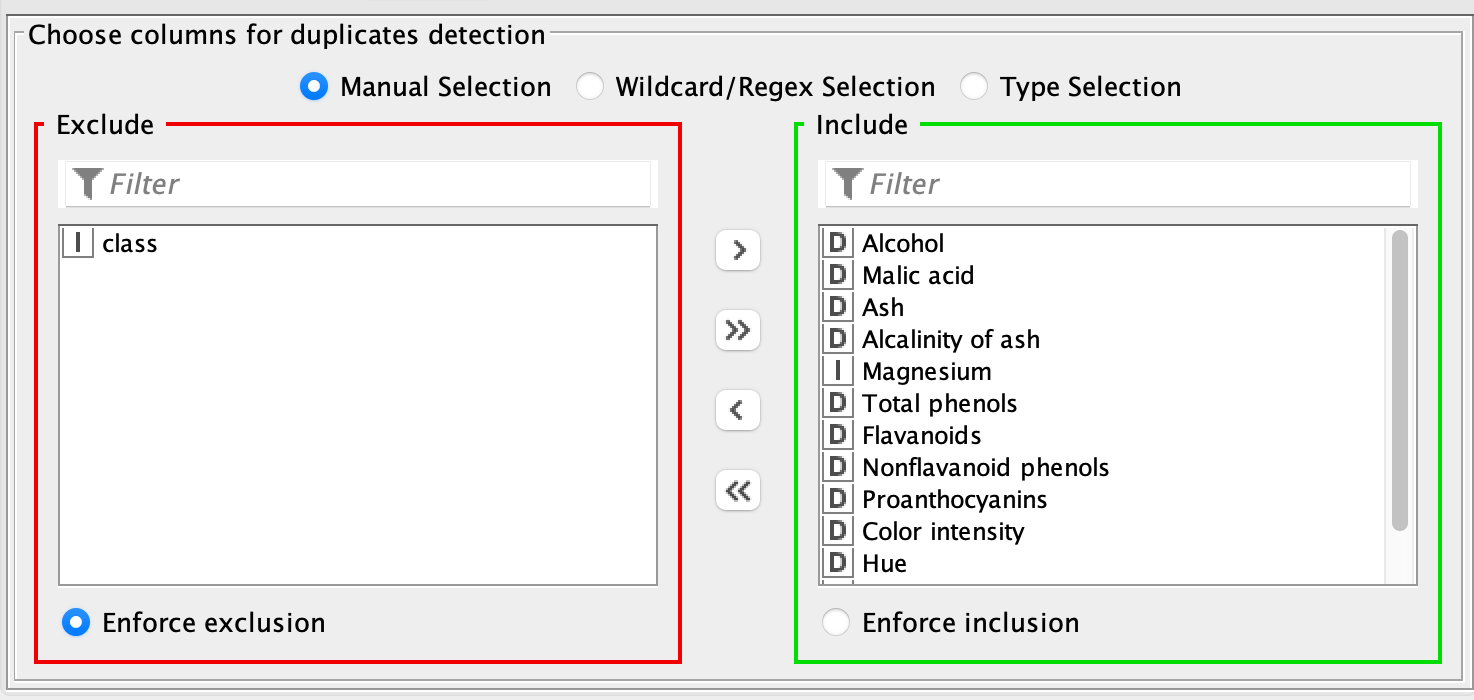 Choose columns for duplicates detection
Manual Selection Wildcard/Regex Selection Type Selection
Exclude
Filter
I class
Enforce exclusion
Include
Filter
D Alcohol
D Malic acid
D Ash
D Alcalinity of ash
I Magnesium
D Total phenols
D Flavanoids
D Nonflavanoid phenols
D Proanthocyanins
D Color intensity
D Hue
Enforce inclusion